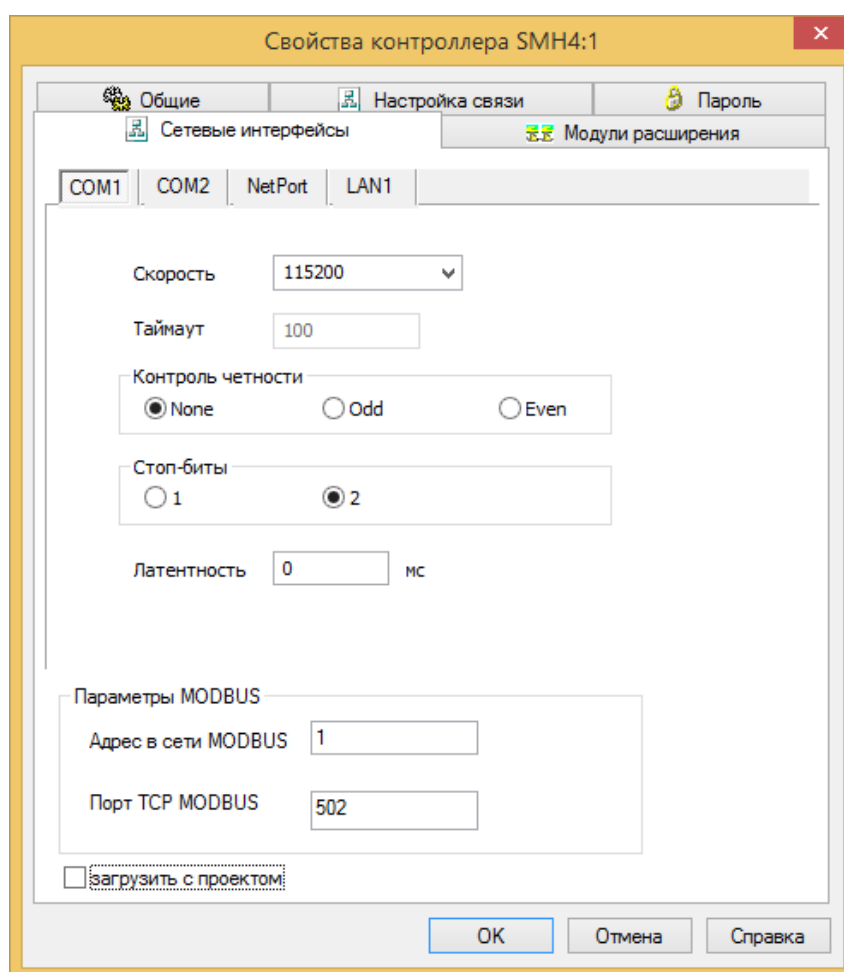 Свойства контроллера SMH4:1
Общие Настройка связи Пароль
Сетевые интерфейсы Модули расширения
COM1 COM2 NetPort LAN1
Скорость 115200
Таймаут 100
Контроль четности
None Odd Even
Стоп-биты
1 2
Латентность 0 мс
Параметры MODBUS
Адрес в сети MODBUS 1
Порт TCP MODBUS 502
загрузить с проектом
OK Отмена Справка